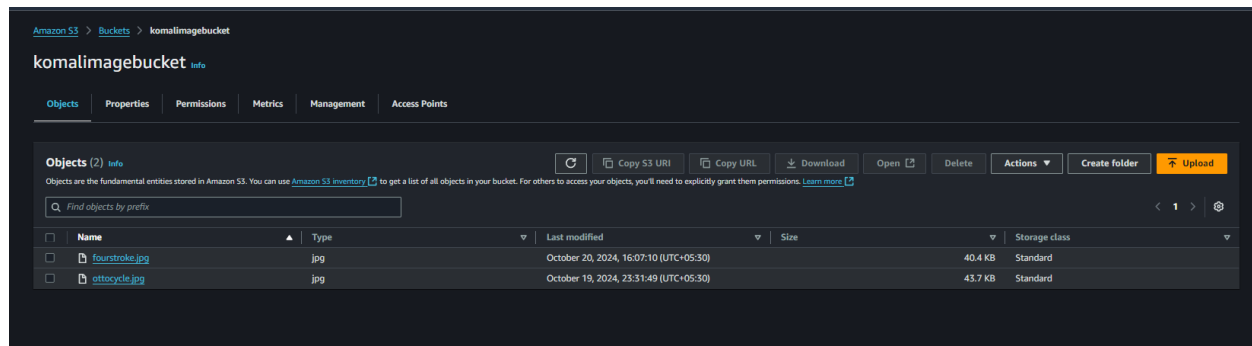 Amazon S3 > Buckets > komalimagebucket
komalimagebucket Info
Objects Properties Permissions Metrics Management Access Points
Objects (2) Info Copy S3 URI Copy URL Download Open Delete Actions Create folder Upload
Objects are the fundamental entities stored in Amazon S3. You can use Amazon S3 inventory to get a list of all objects in your bucket. For others to access your objects, you'll need to explicitly grant them permissions. Learn more
Find objects by prefix < 1 >
Name Type Last modified Size Storage class
fourstroke.jpg jpg October 20, 2024, 16:07:10 (UTC+05:30) 40.4 KB Standard
ottocycle.jpg jpg October 19, 2024, 23:31:49 (UTC+05:30) 43.7 KB Standard